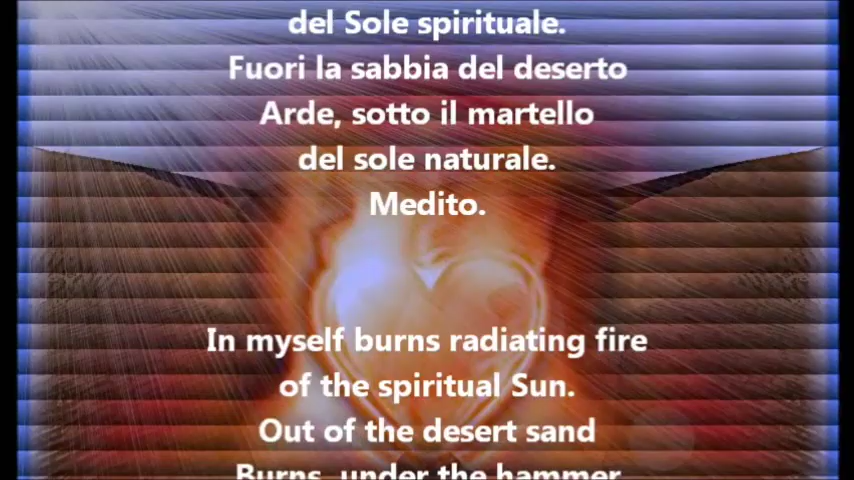 del Sole spirituale.
Fuori la sabbia del deserto
Arde, sotto il martello
del sole naturale.
Medito.
In myself burns radiating fire
of the spiritual Sun.
Out of the desert sand
Burns, under the hammer